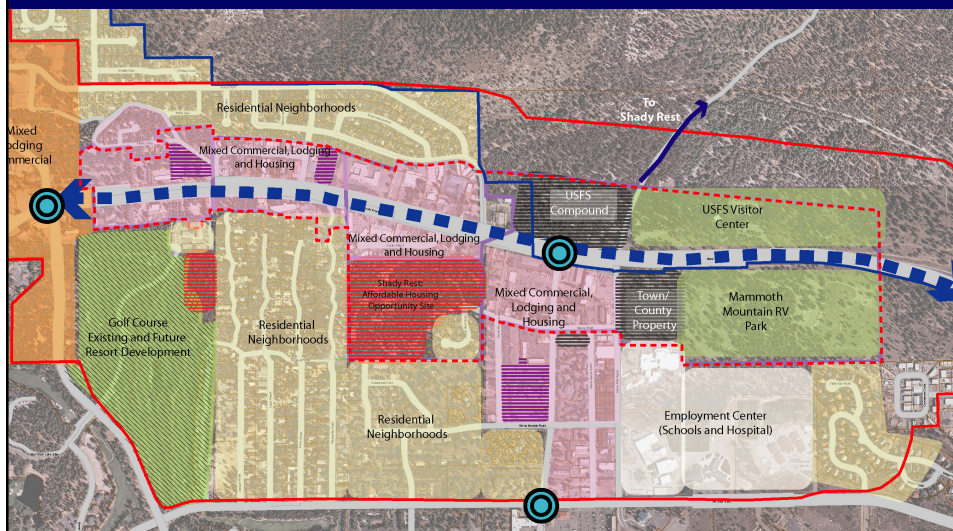 Residential Neighborhoods
To
Shady Rest
Mixed
Lodging
Commercial
Mixed Commercial, Lodging
and Housing
USFS
Compound
USFS Visitor
Center
Mixed Commercial, Lodging
and Housing
Shady Rest:
Affordable Housing
Opportunity Site
Mixed Commercial,
Lodging and
Housing
Town/
County
Property
Mammoth
Mountain RV
Park
Golf Course
Existing and Future
Resort Development
Residential
Neighborhoods
Residential
Neighborhoods
Employment Center
(Schools and Hospital)